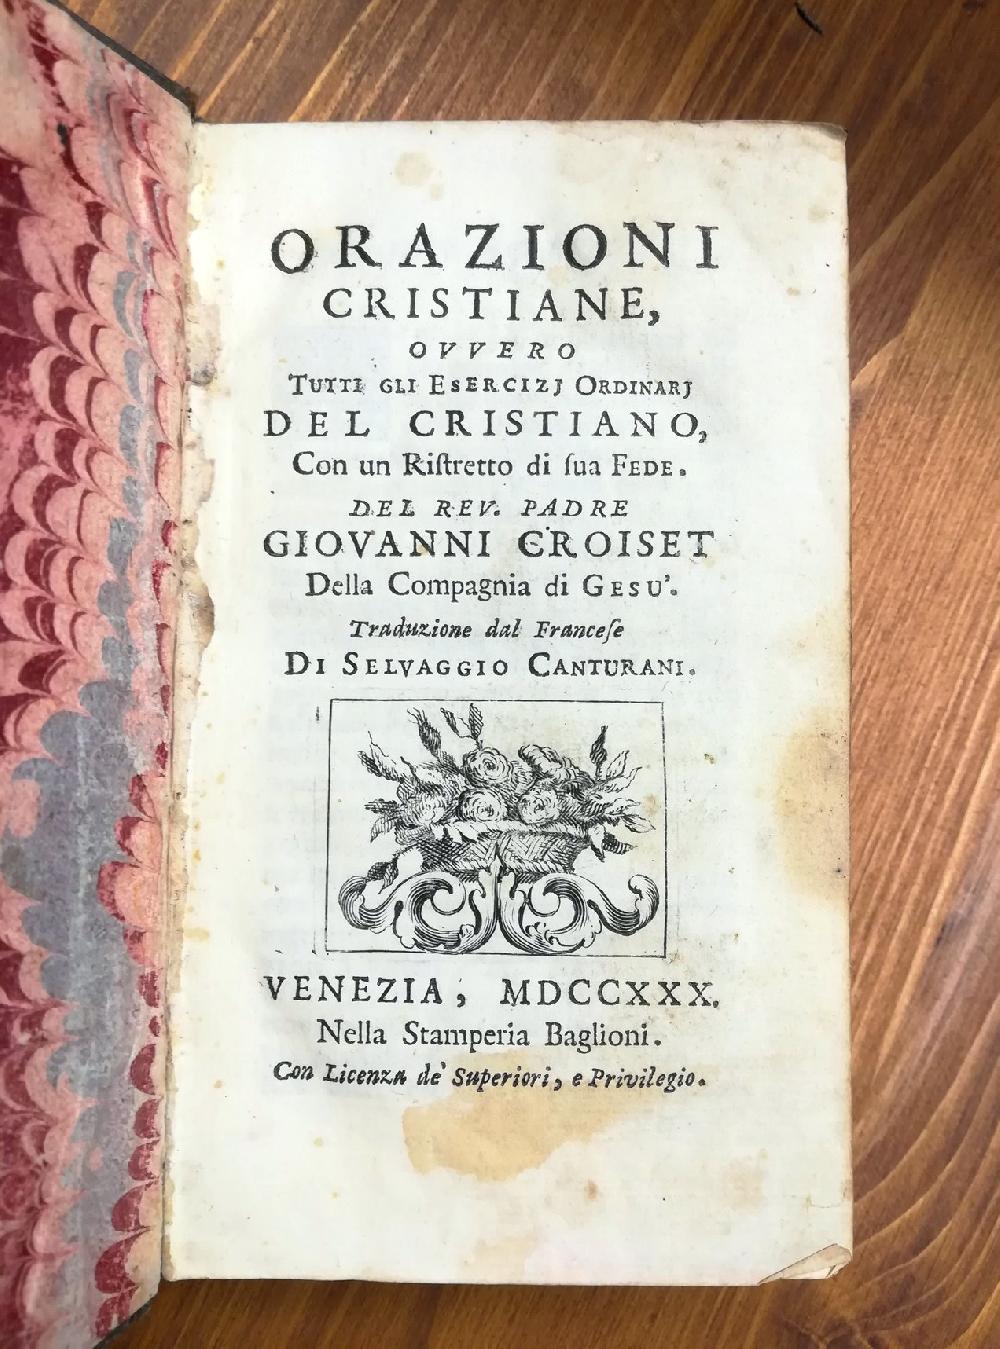 ORAZIONI
CRISTIANE,
OVVERO
TUTTI GLI ESERCIZJ ORDINARJ
DEL CRISTIANO,
Con un Riſtretto di ſua FEDE.
DEL REV. PADRE
GIOVANNI CROISET
Della Compagnia di GESU'.
Traduzione dal Franceſe
DI SELVAGGIO CANTURANI.
VENEZIA, MDCCXXX.
Nella Stamperia Baglioni.
Con Licenza de' Superiori, e Privilegio.